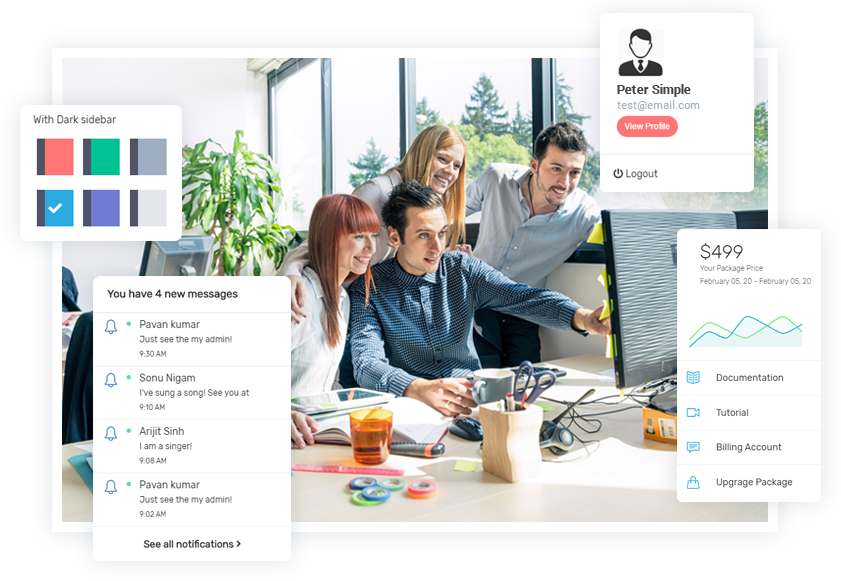 With Dark sidebar
Peter Simple
test@email.com
View Profile
Logout
$499
Your Package Price
February 05, 20 - February 05, 20
Documentation
Tutorial
Billing Account
Upgrage Package
You have 4 new messages
Pavan kumar
Just see the my admin!
9:30 AM
Sonu Nigam
I've sung a song! See you at
9:10 AM
Arijit Sinh
I am a singer!
9:08 AM
Pavan kumar
Just see the my admin!
9:02 AM
See all notifications